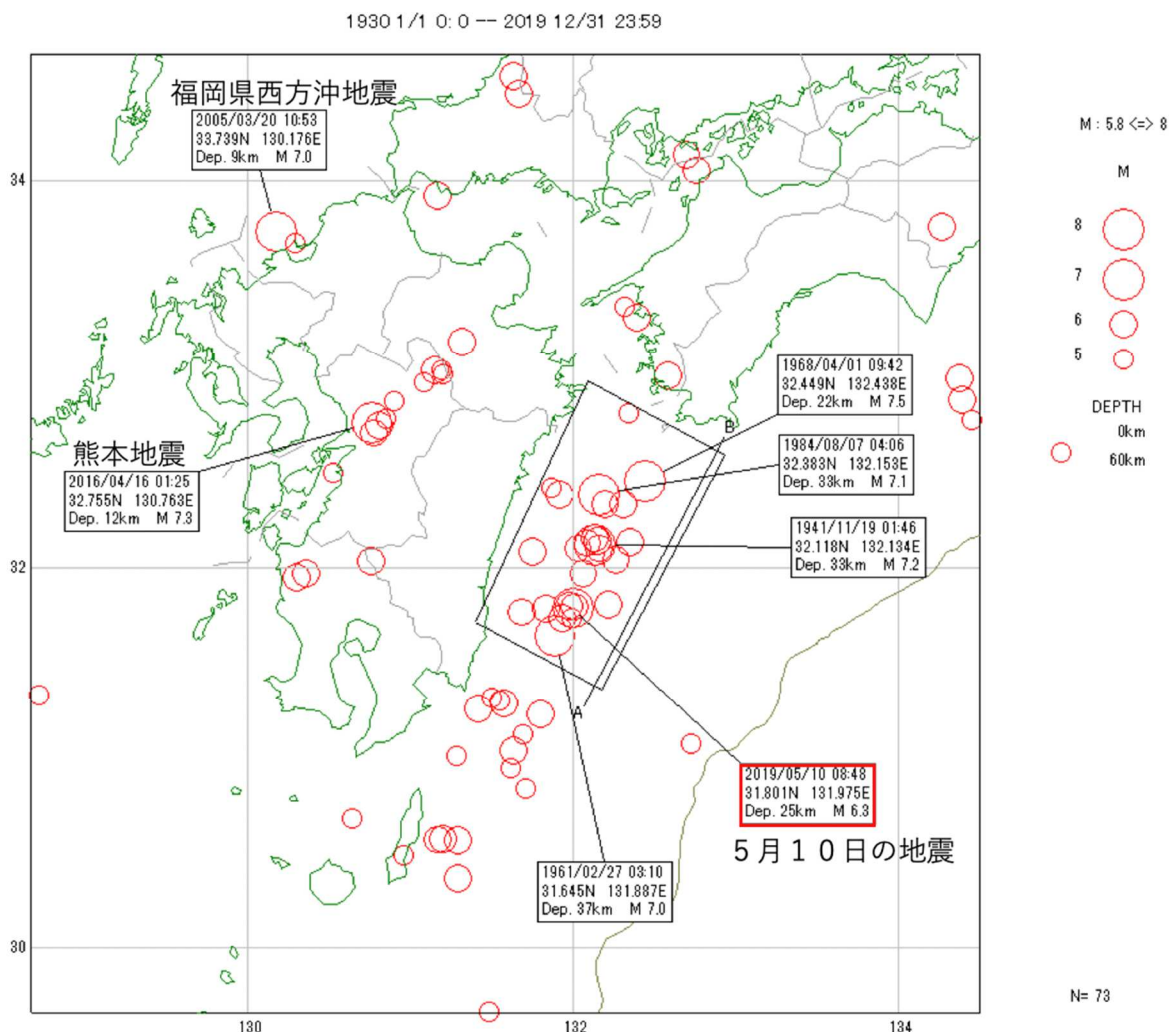 1930 1/1 0: 0 -- 2019 12/31 23:59
福岡県西方沖地震
2005/03/20 10:53
33.739N 130.176E
Dep. 9km M 7.0
M : 5.8 <=> 8
M
8
7
6
5
DEPTH
0km
60km
34
1968/04/01 09:42
32.449N 132.438E
Dep. 22km M 7.5
B
1984/08/07 04:06
32.383N 132.153E
Dep. 33km M 7.1
熊本地震
2016/04/16 01:25
32.755N 130.763E
Dep. 12km M 7.3
1941/11/19 01:46
32.118N 132.134E
Dep. 33km M 7.2
32
A
2019/05/10 08:48
31.801N 131.975E
Dep. 25km M 6.3
5月10日の地震
1961/02/27 03:10
31.645N 131.887E
Dep. 37km M 7.0
30
N= 73
130
132
134